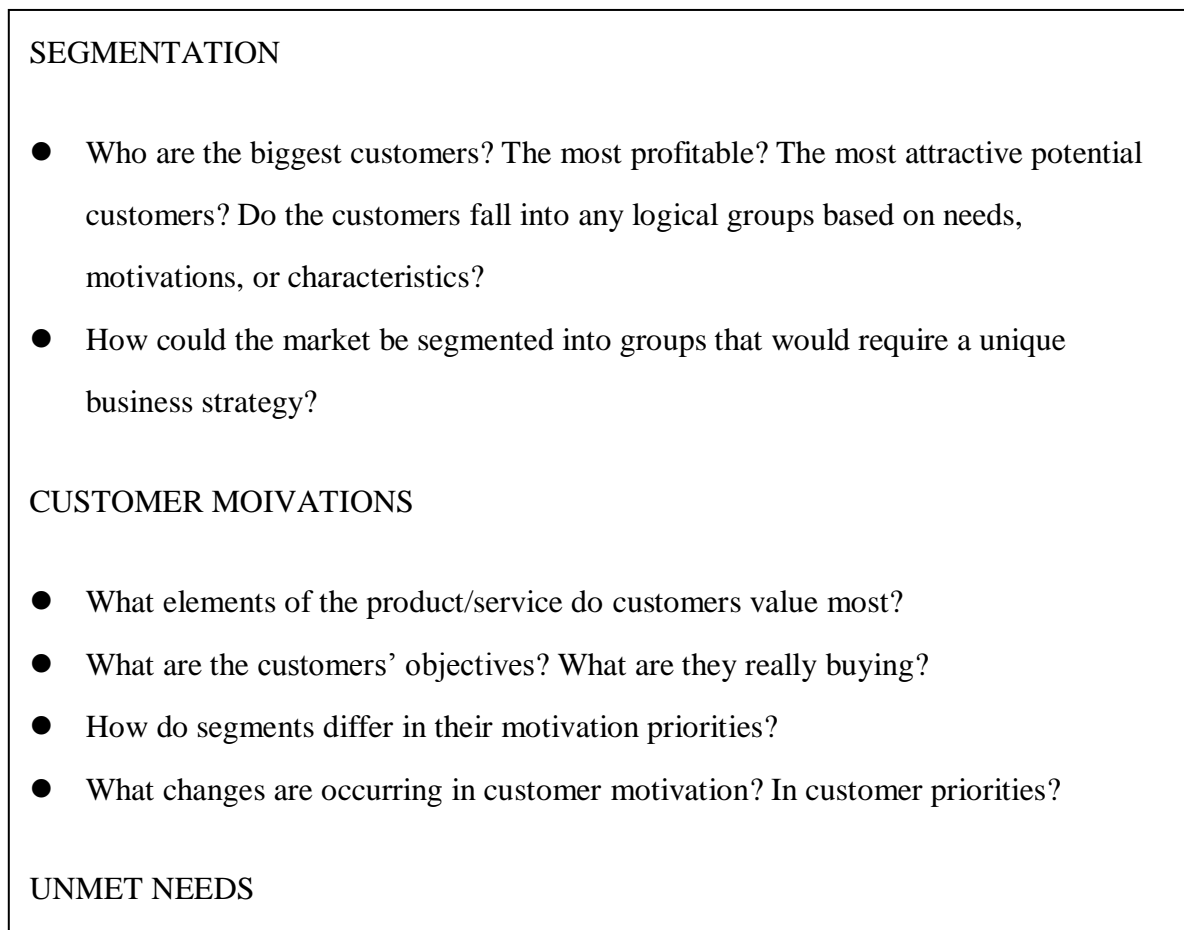 SEGMENTATION
● Who are the biggest customers? The most profitable? The most attractive potential
customers? Do the customers fall into any logical groups based on needs,
motivations, or characteristics?
● How could the market be segmented into groups that would require a unique
business strategy?
CUSTOMER MOIVATIONS
● What elements of the product/service do customers value most?
● What are the customers’ objectives? What are they really buying?
● How do segments differ in their motivation priorities?
● What changes are occurring in customer motivation? In customer priorities?
UNMET NEEDS